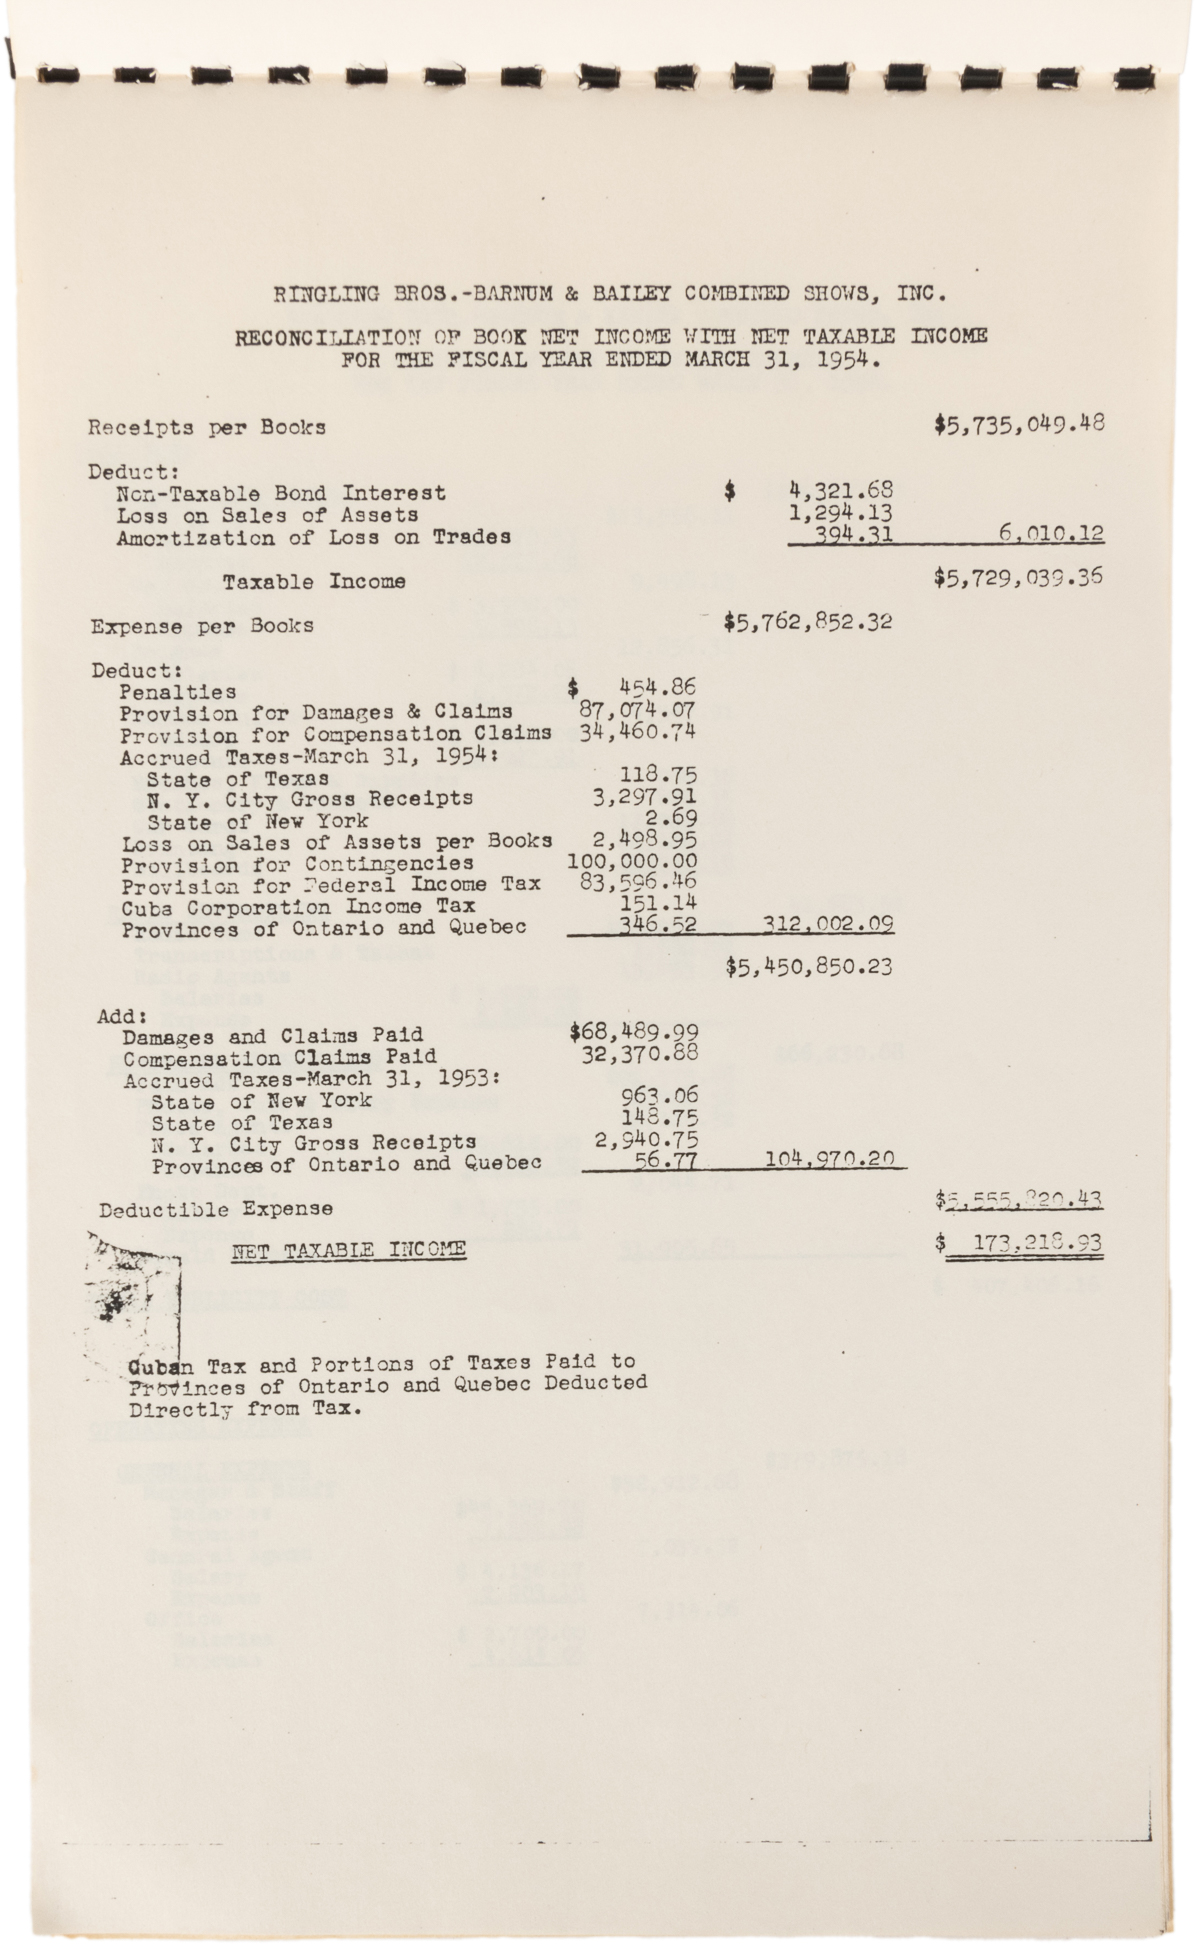 RINGLING BROS.-BARNUM & BAILEY COMBINED SHOWS, INC.
RECONCILIATION OF BOOK NET INCOME WITH NET TAXABLE INCOME
FOR THE FISCAL YEAR ENDED MARCH 31, 1954.
Receipts per Books $5,735,049.48
Deduct:
Non-Taxable Bond Interest $ 4,321.68
Loss on Sales of Assets 1,294.13
Amortization of Loss on Trades 394.31 6,010.12
Taxable Income $5,729,039.36
Expense per Books $5,762,852.32
Deduct:
Penalties $ 454.86
Provision for Damages & Claims 87,074.07
Provision for Compensation Claims 34,460.74
Accrued Taxes-March 31, 1954:
State of Texas 118.75
N. Y. City Gross Receipts 3,297.91
State of New York 2.69
Loss on Sales of Assets per Books 2,498.95
Provision for Contingencies 100,000.00
Provision for Federal Income Tax 83,596.46
Cuba Corporation Income Tax 151.14
Provinces of Ontario and Quebec 346.52 312,002.09
$5,450,850.23
Add:
Damages and Claims Paid $68,489.99
Compensation Claims Paid 32,370.88
Accrued Taxes-March 31, 1953:
State of New York 963.06
State of Texas 148.75
N. Y. City Gross Receipts 2,940.75
Provinces of Ontario and Quebec 56.77 104,970.20
Deductible Expense $5,555,820.43
NET TAXABLE INCOME $ 173,218.93
Cuban Tax and Portions of Taxes Paid to
Provinces of Ontario and Quebec Deducted
Directly from Tax.